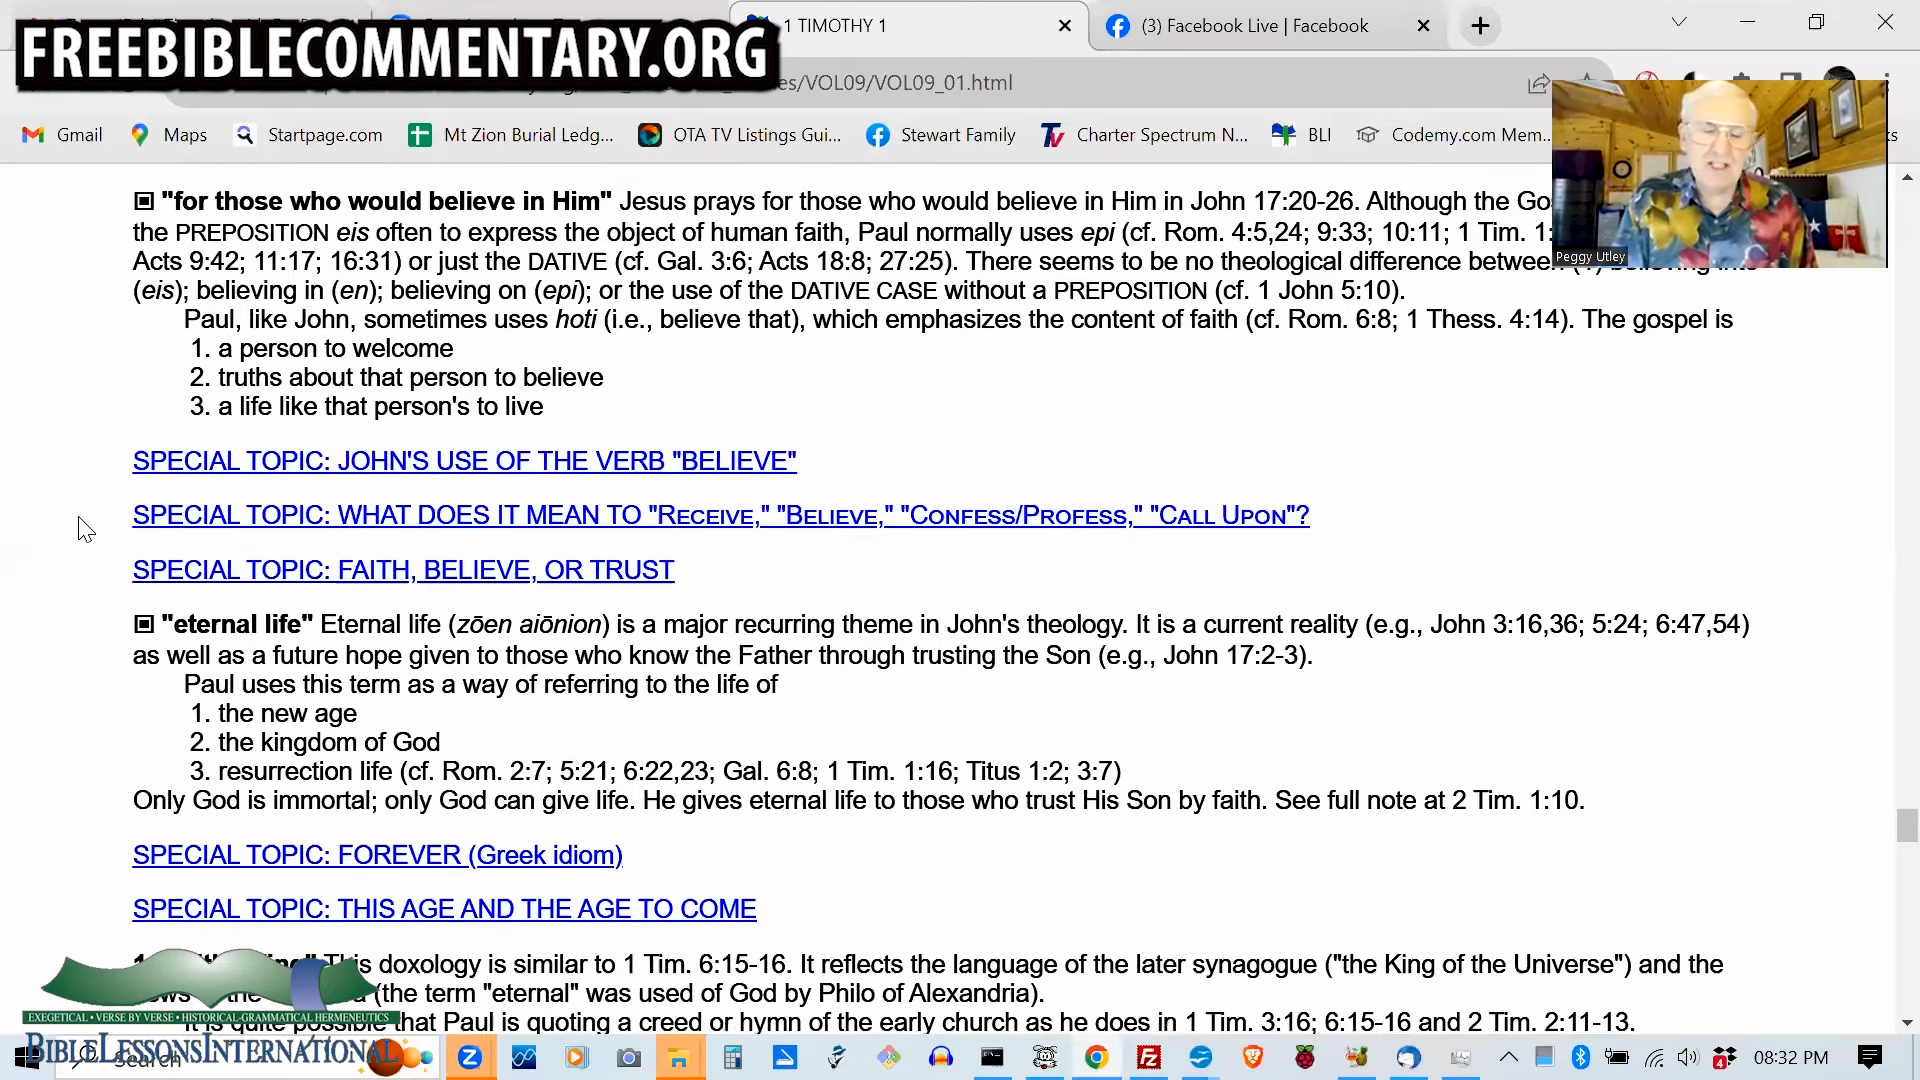 1 TIMOTHY 1
(3) Facebook Live | Facebook
FREEBIBLECOMMENTARY.ORG
es/VOL09/VOL09_01.html
Gmail
Maps
Startpage.com
Mt Zion Burial Ledg...
OTA TV Listings Gui...
Stewart Family
Charter Spectrum N...
BLI
Codemy.com Mem...
Peggy Utley
"for those who would believe in Him" Jesus prays for those who would believe in Him in John 17:20-26. Although the Gos
the PREPOSITION eis often to express the object of human faith, Paul normally uses epi (cf. Rom. 4:5,24; 9:33; 10:11; 1 Tim. 1:
Acts 9:42; 11:17; 16:31) or just the DATIVE (cf. Gal. 3:6; Acts 18:8; 27:25). There seems to be no theological difference between
(eis); believing in (en); believing on (epi); or the use of the DATIVE CASE without a PREPOSITION (cf. 1 John 5:10).
Paul, like John, sometimes uses hoti (i.e., believe that), which emphasizes the content of faith (cf. Rom. 6:8; 1 Thess. 4:14). The gospel is
1. a person to welcome
2. truths about that person to believe
3. a life like that person's to live
SPECIAL TOPIC: JOHN'S USE OF THE VERB "BELIEVE"
SPECIAL TOPIC: WHAT DOES IT MEAN TO "RECEIVE," "BELIEVE," "CONFESS/PROFESS," "CALL UPON"?
SPECIAL TOPIC: FAITH, BELIEVE, OR TRUST
"eternal life" Eternal life (zōen aiōnion) is a major recurring theme in John's theology. It is a current reality (e.g., John 3:16,36; 5:24; 6:47,54)
as well as a future hope given to those who know the Father through trusting the Son (e.g., John 17:2-3).
Paul uses this term as a way of referring to the life of
1. the new age
2. the kingdom of God
3. resurrection life (cf. Rom. 2:7; 5:21; 6:22,23; Gal. 6:8; 1 Tim. 1:16; Titus 1:2; 3:7)
Only God is immortal; only God can give life. He gives eternal life to those who trust His Son by faith. See full note at 2 Tim. 1:10.
SPECIAL TOPIC: FOREVER (Greek idiom)
SPECIAL TOPIC: THIS AGE AND THE AGE TO COME
This doxology is similar to 1 Tim. 6:15-16. It reflects the language of the later synagogue ("the King of the Universe") and the
(the term "eternal" was used of God by Philo of Alexandria).
It is quite possible that Paul is quoting a creed or hymn of the early church as he does in 1 Tim. 3:16; 6:15-16 and 2 Tim. 2:11-13.
EXEGETICAL • VERSE BY VERSE • HISTORICAL-GRAMMATICAL HERMENEUTICS
BIBLELESSONSINTERNATIONAL
Search
08:32 PM